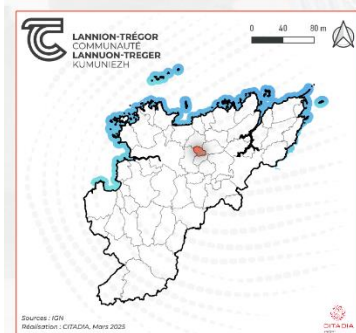 LANNION-TRÉGOR
COMMUNAUTÉ
LANNUON-TREGER
KUMUNIEZH
0 40 80 m
Sources : IGN
Réalisation : CITADIA, Mars 2025
CITADIA